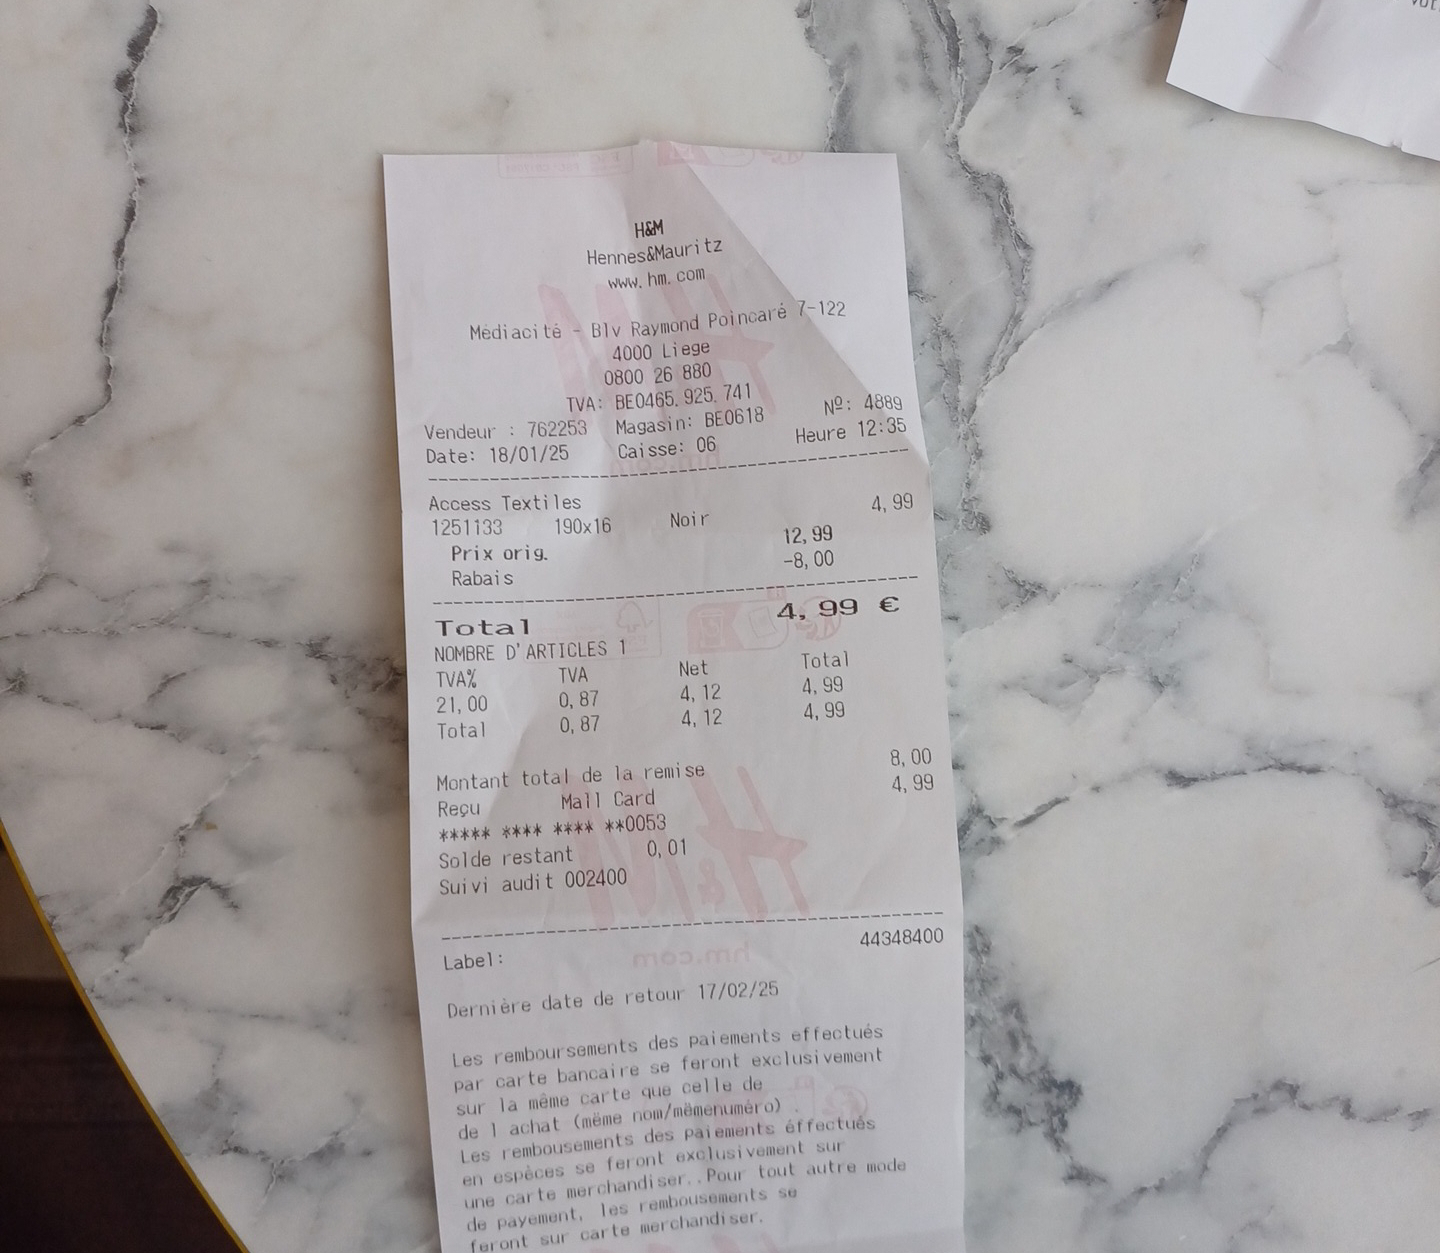 H&M
Hennes&Mauritz
www.hm.com
Médiacité - Blv Raymond Poincaré 7-122
4000 Liege
0800 26 880
TVA: BE0465.925.741
Vendeur : 762253 Magasin: BE0618 Nº: 4889
Date: 18/01/25 Caisse: 06 Heure 12:35
Access Textiles 4,99
1251133 190x16 Noir
Prix orig. 12,99
Rabais -8,00
Total 4,99 €
NOMBRE D'ARTICLES 1
TVA% TVA Net Total
21,00 0,87 4,12 4,99
Total 0,87 4,12 4,99
Montant total de la remise 8,00
Reçu Mall Card 4,99
***** **** **** **0053
Solde restant 0,01
Suivi audit 002400
Label: 44348400
hm.com
Dernière date de retour 17/02/25
Les remboursements des paiements effectués
par carte bancaire se feront exclusivement
sur la même carte que celle de
de l achat (même nom/mêmenuméro) .
Les rembousements des paiements éffectués
en espèces se feront exclusivement sur
une carte merchandiser..Pour tout autre mode
de payement, les rembousements se
feront sur carte merchandiser.